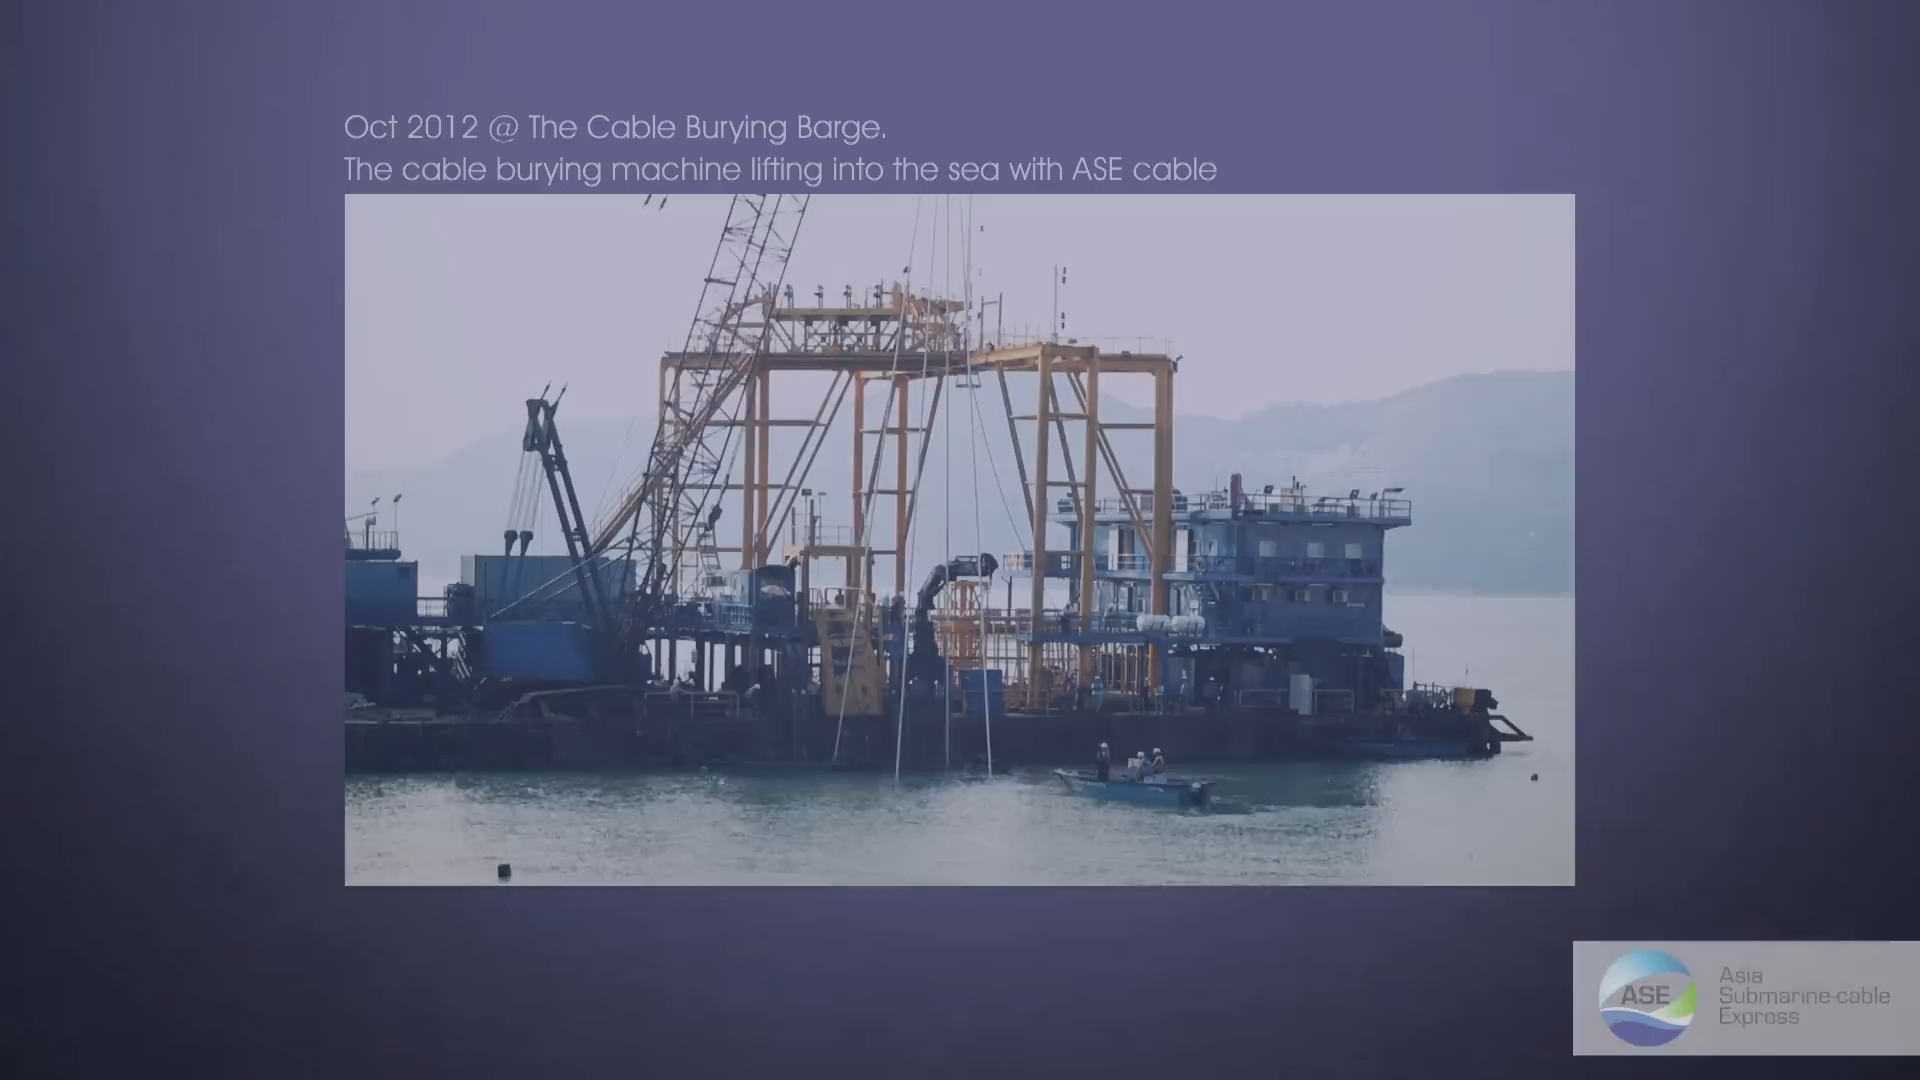 Oct 2012 @ The Cable Burying Barge.
The cable burying machine lifting into the sea with ASE cable
ASE
Asia
Submarine-cable
Express